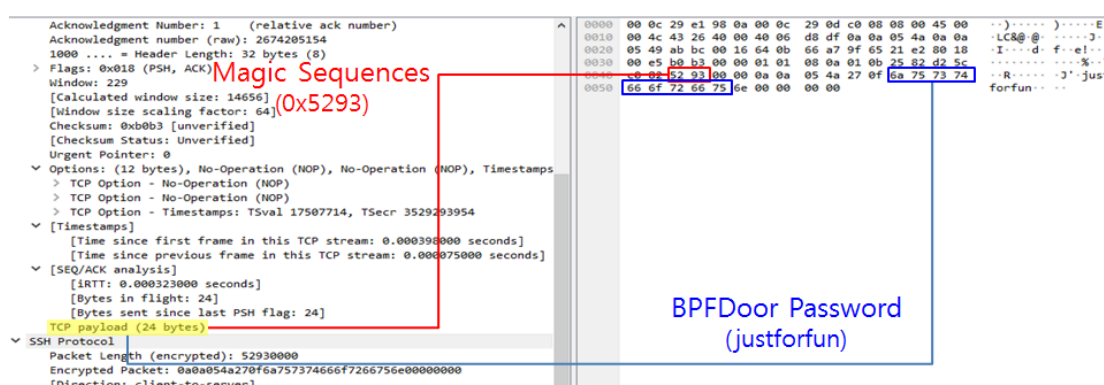 Acknowledgment Number: 1    (relative ack number)
Acknowledgment number (raw): 2674205154
1000 .... = Header Length: 32 bytes (8)
Flags: 0x018 (PSH, ACK)
Window: 229
[Calculated window size: 14656]
[Window size scaling factor: 64]
Checksum: 0xb0b3 [unverified]
[Checksum Status: Unverified]
Urgent Pointer: 0
Options: (12 bytes), No-Operation (NOP), No-Operation (NOP), Timestamps
TCP Option - No-Operation (NOP)
TCP Option - No-Operation (NOP)
TCP Option - Timestamps: TSval 17507714, TSecr 3529293954
[Timestamps]
[Time since first frame in this TCP stream: 0.000398000 seconds]
[Time since previous frame in this TCP stream: 0.000075000 seconds]
[SEQ/ACK analysis]
[iRTT: 0.000323000 seconds]
[Bytes in flight: 24]
[Bytes sent since last PSH flag: 24]
TCP payload (24 bytes)
SSH Protocol
Packet Length (encrypted): 52930000
Encrypted Packet: 0a0a054a270f6a757374666f7266756e00000000
[Direction: client-to-server]
Magic Sequences
(0x5293)
0000 00 0c 29 e1 98 0a 00 0c 29 0d c0 08 08 00 45 00 ··)····· )·····E
0010 00 4c 43 26 40 00 40 06 d8 df 0a 0a 05 4a 0a 0a ·LC&@·@· ·····J·
0020 05 49 ab bc 00 16 64 0b 66 a7 9f 65 21 e2 80 18 ·I····d· f··e!··
0030 00 e5 b0 b3 00 00 01 01 08 0a 01 0b 25 82 d2 5c ········ ····%··
0040 c0 02 52 93 00 00 0a 0a 05 4a 27 0f 6a 75 73 74 ··R····· ·J'·jus
0050 66 6f 72 66 75 6e 00 00 00 00 forfun·· ··
BPFDoor Password
(justforfun)